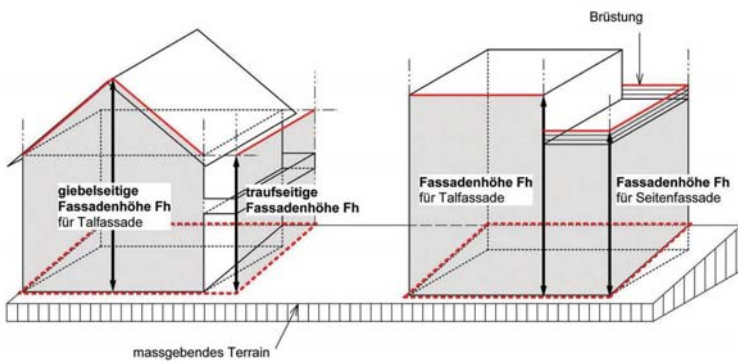 Brüstung
giebelseitige
Fassadenhöhe Fh
für Talfassade
traufseitige
Fassadenhöhe Fh
Fassadenhöhe Fh
für Talfassade
Fassadenhöhe Fh
für Seitenfassade
massgebendes Terrain